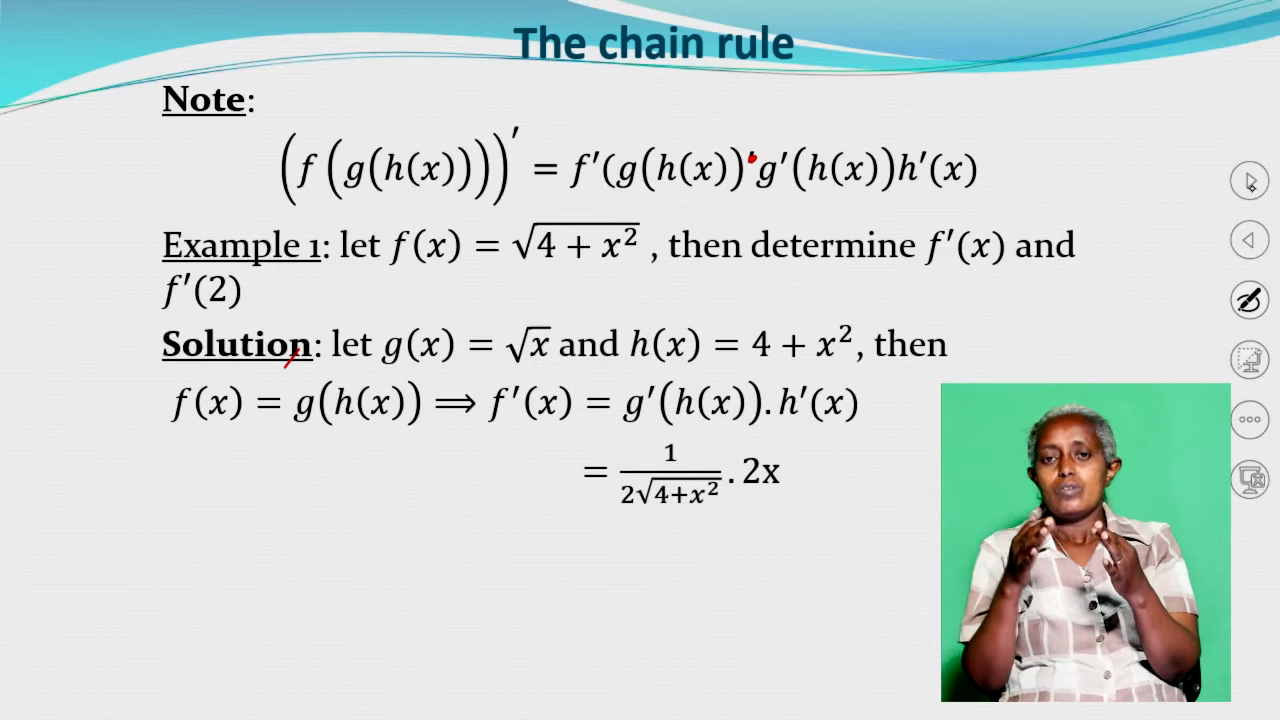 The chain rule
Note:
(f(g(h(x))))′ = f′(g(h(x))′g′(h(x))h′(x)
Example 1: let f(x) = √(4 + x²) , then determine f′(x) and
f′(2)
Solution: let g(x) = √x and h(x) = 4 + x², then
f(x) = g(h(x)) ⟹ f′(x) = g′(h(x)). h′(x)
= 1/(2√(4+x²)) . 2x